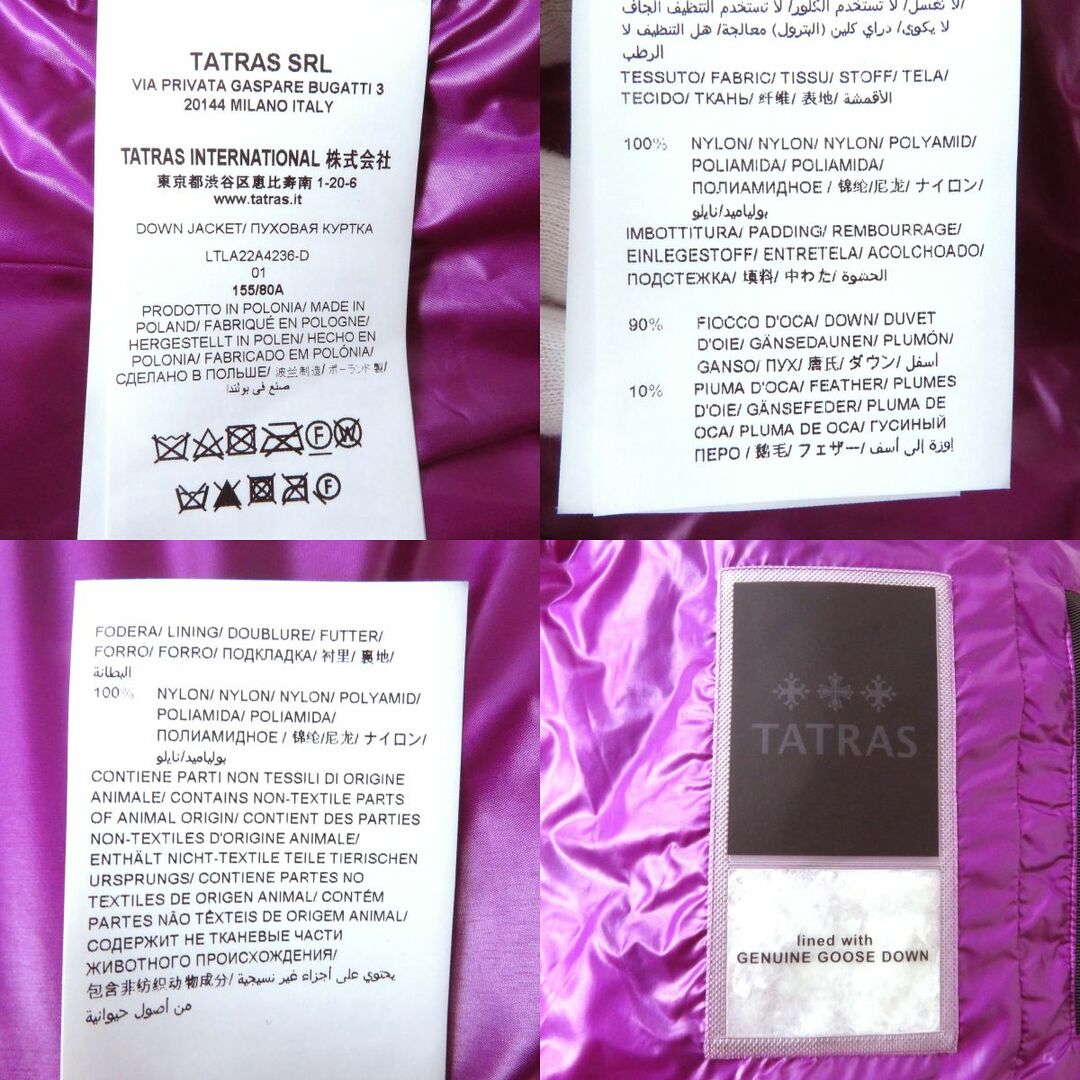 TATRAS SRL
VIA PRIVATA GASPARE BUGATTI 3
20144 MILANO ITALY
TATRAS INTERNATIONAL 株式会社
東京都渋谷区恵比寿南 1-20-6
www.tatras.it
DOWN JACKET/ ПУХОВАЯ КУРТКА
LTLA22A4236-D
01
155/80A
PRODOTTO IN POLONIA/ MADE IN
POLAND/ FABRIQUÉ EN POLOGNE/
HERGESTELLT IN POLEN/ HECHO EN
POLONIA/ FABRICADO EM POLÓNIA/
СДЕЛАНО В ПОЛЬШЕ/ 波兰制造/ ポーランド製/
صنع في بولندا
F W
F
لا تغسل/ لا تستخدم الكلور/ لا تستخدم التنظيف الجاف/
لا يكوى/ دراي كلين (البترول) معالجة/ هل التنظيف لا
الرطب
TESSUTO/ FABRIC/ TISSU/ STOFF/ TELA/
TECIDO/ ТКАНЬ/ 纤维/ 表地/ الأقمشة
100% NYLON/ NYLON/ NYLON/ POLYAMID/
POLIAMIDA/ POLIAMIDA/
ПОЛИАМИДНОЕ / 锦纶/尼龙/ ナイロン/
بولياميد/نايلو
IMBOTTITURA/ PADDING/ REMBOURRAGE/
EINLEGESTOFF/ ENTRETELA/ ACOLCHOADO/
ПОДСТЕЖКА/ 填料/ 中わた/ الحشوة
90% FIOCCO D'OCA/ DOWN/ DUVET
D'OIE/ GÄNSEDAUNEN/ PLUMÓN/
GANSO/ ПУХ/ 唐氏/ ダウン/ أسفل
10% PIUMA D'OCA/ FEATHER/ PLUMES
D'OIE/ GÄNSEFEDER/ PLUMA DE
OCA/ PLUMA DE OCA/ ГУСИНЫЙ
ПЕРО / 鹅毛/ フェザー/ إوزة إلى أسف
FODERA/ LINING/ DOUBLURE/ FUTTER/
FORRO/ FORRO/ ПОДКЛАДКА/ 衬里/ 裏地/
البطانة
100% NYLON/ NYLON/ NYLON/ POLYAMID/
POLIAMIDA/ POLIAMIDA/
ПОЛИАМИДНОЕ / 锦纶/尼龙/ ナイロン/
بولياميد/نايلو
CONTIENE PARTI NON TESSILI DI ORIGINE
ANIMALE/ CONTAINS NON-TEXTILE PARTS
OF ANIMAL ORIGIN/ CONTIENT DES PARTIES
NON-TEXTILES D'ORIGINE ANIMALE/
ENTHÄLT NICHT-TEXTILE TEILE TIERISCHEN
URSPRUNGS/ CONTIENE PARTES NO
TEXTILES DE ORIGEN ANIMAL/ CONTÉM
PARTES NÃO TÊXTEIS DE ORIGEM ANIMAL/
СОДЕРЖИТ НЕ ТКАНЕВЫЕ ЧАСТИ
ЖИВОТНОГО ПРОИСХОЖДЕНИЯ/
包含非纺织动物成分/ يحتوي على أجزاء غير نسيجية/
من أصول حيوانية
TATRAS
lined with
GENUINE GOOSE DOWN